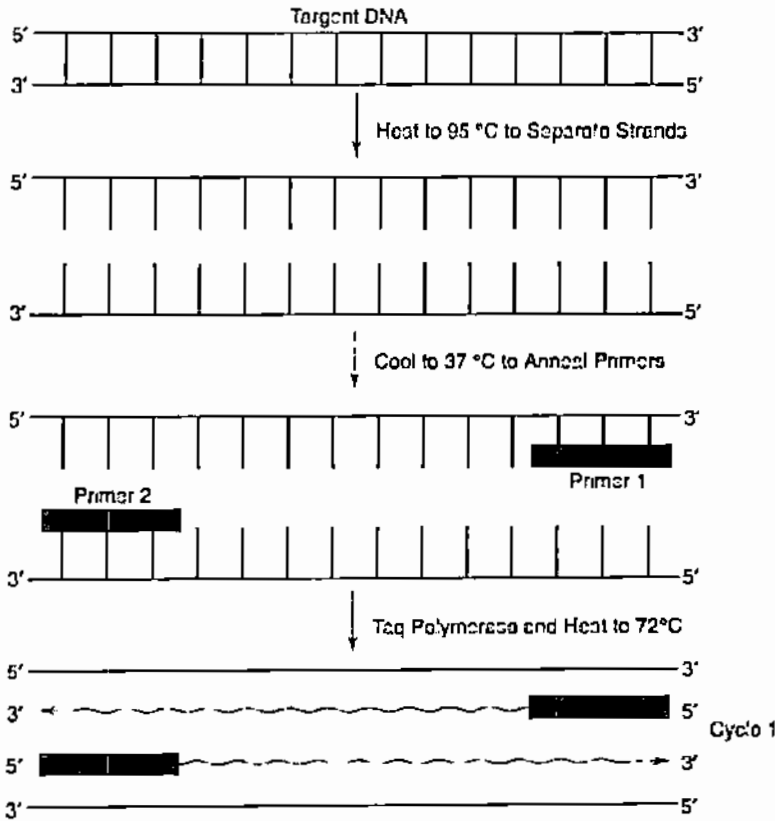 Targont DNA
5′ 3′
3′ 5′
Heat to 95 °C to Separate Strands
5′ 3′
3′ 5′
Cool to 37 °C to Anneal Primers
5′ 3′
Primer 1
Primer 2
3′ 5′
Taq Polymerase and Heat to 72°C
5′ 3′
3′ 5′
Cyclo 1
5′ 3′
3′ 5′